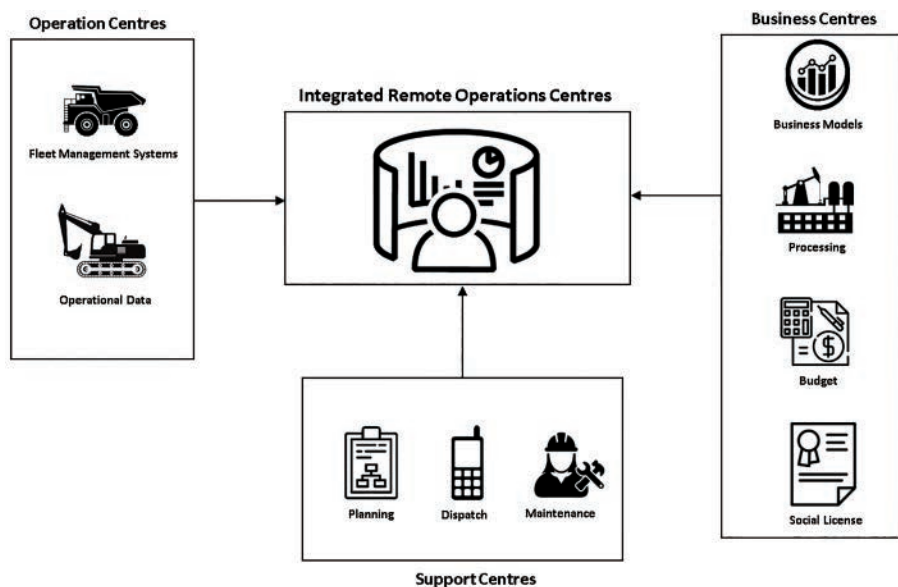 Operation Centres
Fleet Management Systems
Operational Data
Integrated Remote Operations Centres
Business Centres
Business Models
Processing
Budget
Social License
Planning
Dispatch
Maintenance
Support Centres